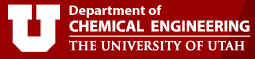 U
Department of
CHEMICAL ENGINEERING
THE UNIVERSITY OF UTAH